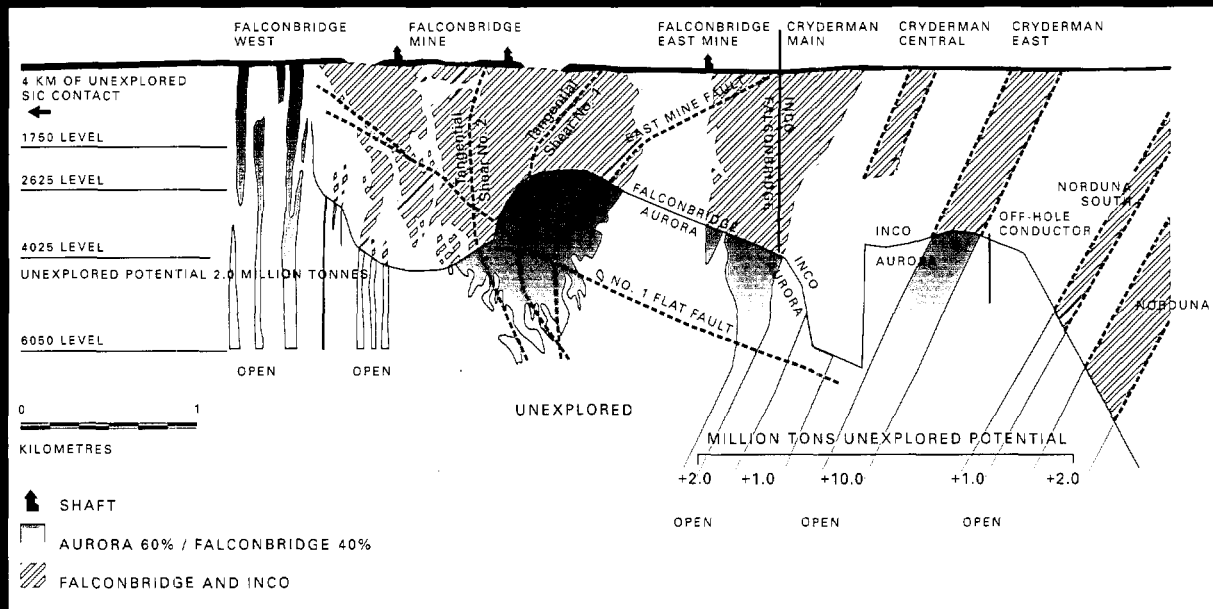 FALCONBRIDGE
WEST
FALCONBRIDGE
MINE
FALCONBRIDGE
EAST MINE
CRYDERMAN
MAIN
CRYDERMAN
CENTRAL
CRYDERMAN
EAST
4 KM OF UNEXPLORED
SIC CONTACT
1750 LEVEL
2625 LEVEL
4025 LEVEL
UNEXPLORED POTENTIAL 2.0 MILLION TONNES
6050 LEVEL
OPEN
OPEN
Tangential
Shear No. 2
Tangential
Shear No. 1
EAST MINE FAULT
INCO
FALCONBRIDGE
FALCONBRIDGE
AURORA
INCO
AURORA
NO. 1 FLAT FAULT
INCO
AURORA
NORDUNA
SOUTH
OFF-HOLE
CONDUCTOR
NORDUNA
UNEXPLORED
0 1
KILOMETRES
MILLION TONS UNEXPLORED POTENTIAL
+2.0 +1.0 +10.0 +1.0 +2.0
OPEN OPEN OPEN
SHAFT
AURORA 60% / FALCONBRIDGE 40%
FALCONBRIDGE AND INCO